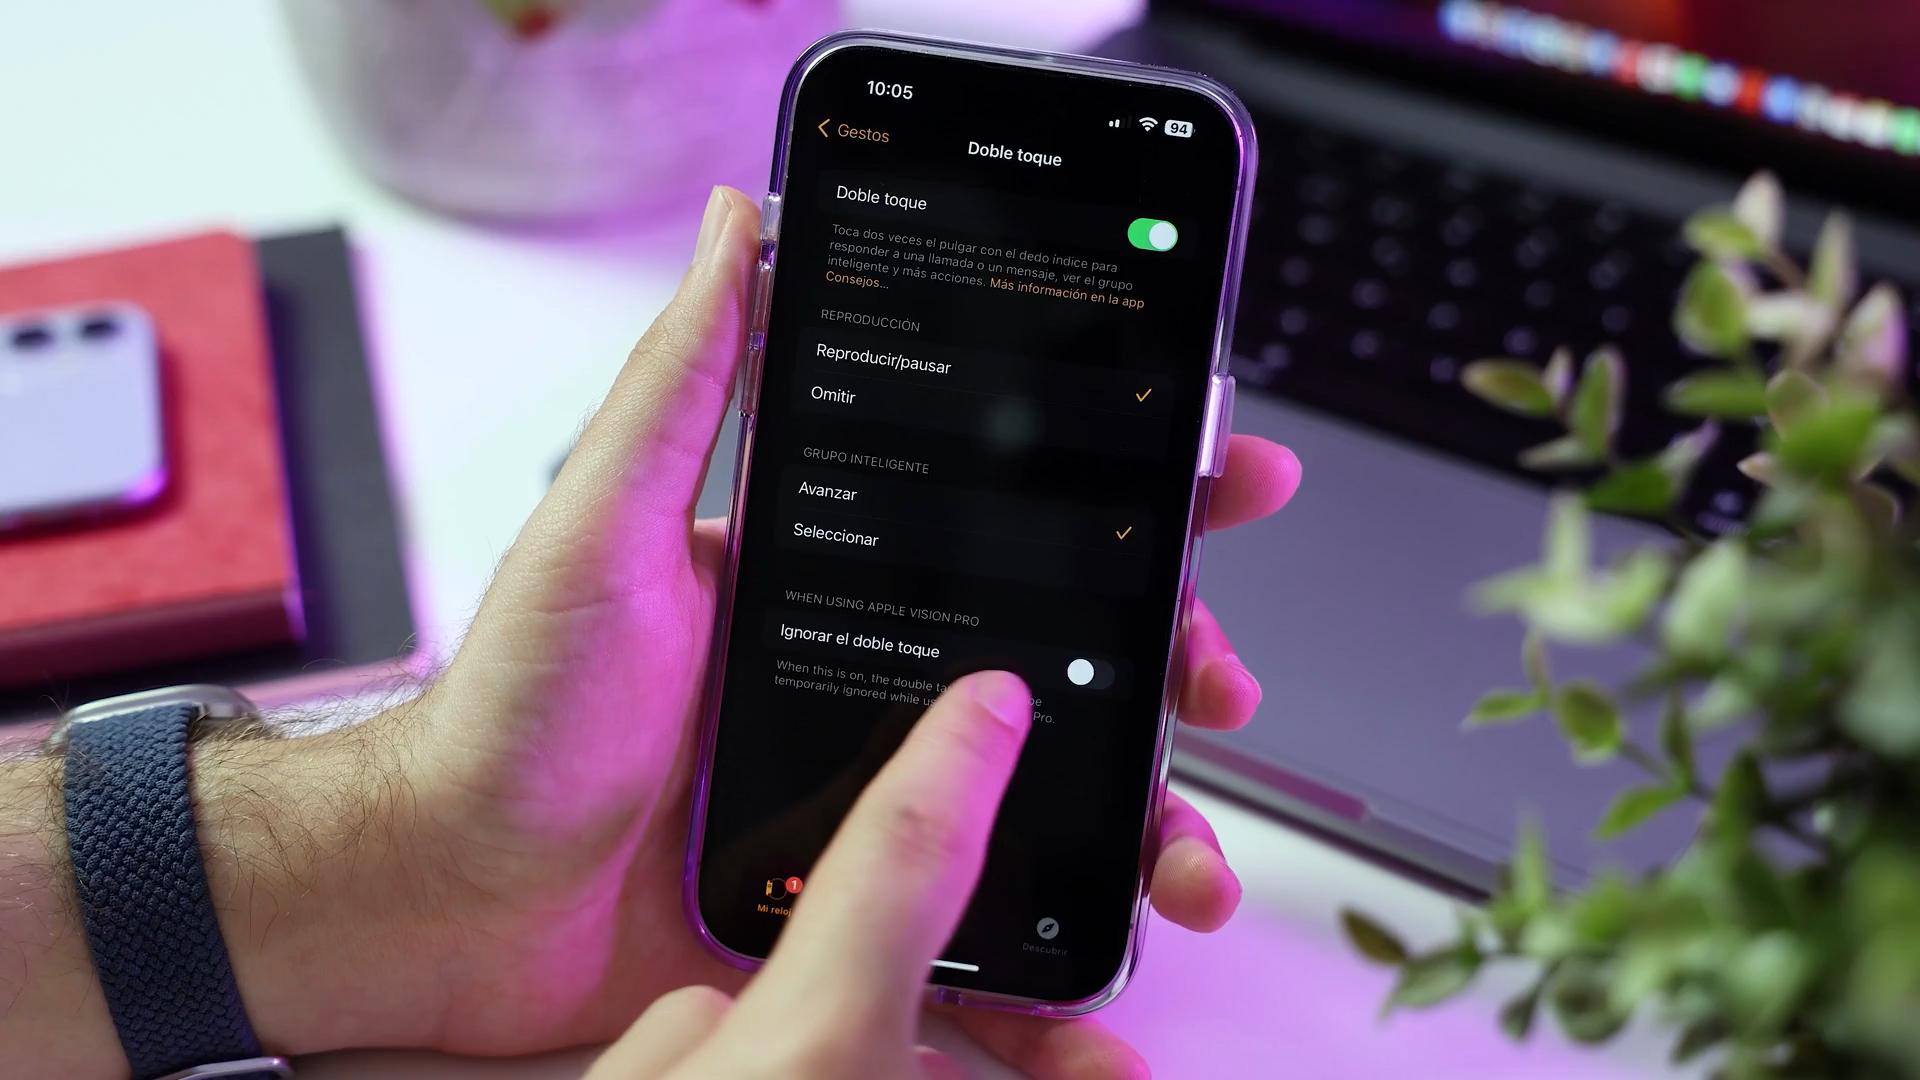 10:05
94
Gestos
Doble toque
Doble toque
Toca dos veces el pulgar con el dedo índice para
responder a una llamada o un mensaje, ver el grupo
inteligente y más acciones. Más información en la app
Consejos...
REPRODUCCIÓN
Reproducir/pausar
Omitir
GRUPO INTELIGENTE
Avanzar
Seleccionar
WHEN USING APPLE VISION PRO
Ignorar el doble toque
When this is on, the double be
temporarily ignored while Pro.
1
Mi reloj
Descubrir